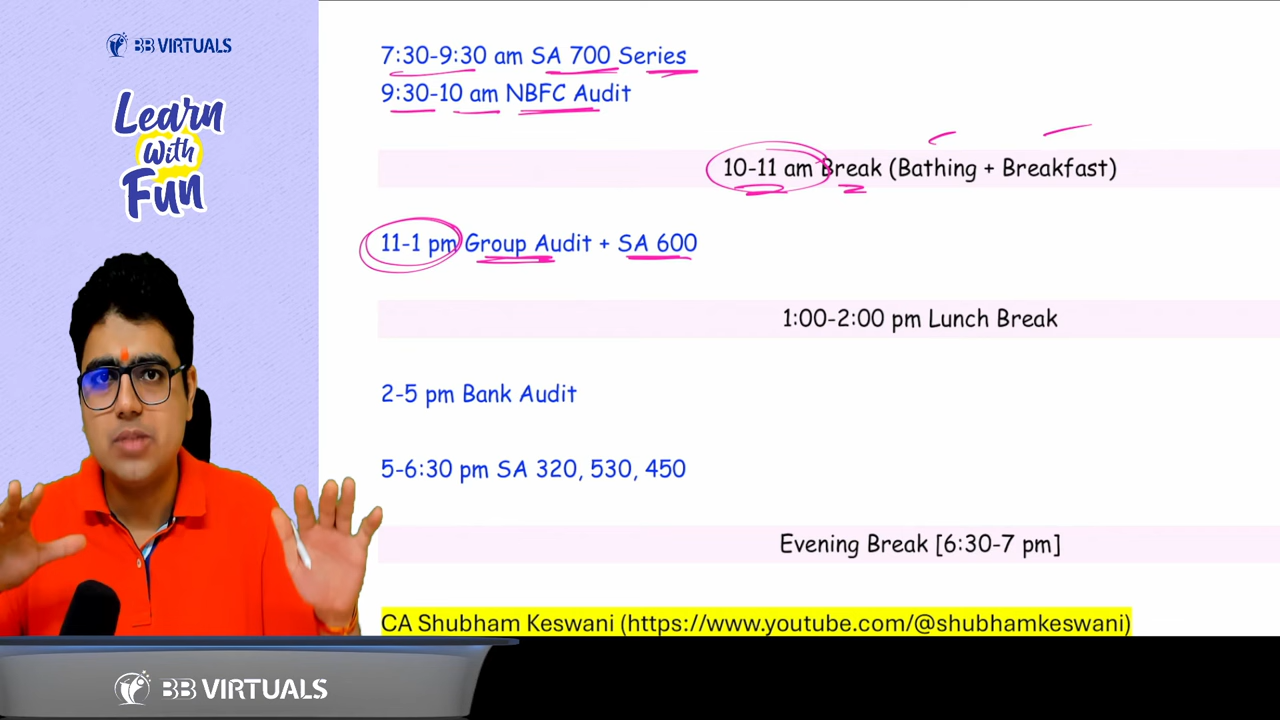 BB VIRTUALS
Learn
With
Fun
7:30-9:30 am SA 700 Series
9:30-10 am NBFC Audit
10-11 am Break (Bathing + Breakfast)
11-1 pm Group Audit + SA 600
1:00-2:00 pm Lunch Break
2-5 pm Bank Audit
5-6:30 pm SA 320, 530, 450
Evening Break [6:30-7 pm]
CA Shubham Keswani (https://www.youtube.com/@shubhamkeswani)
BB VIRTUALS